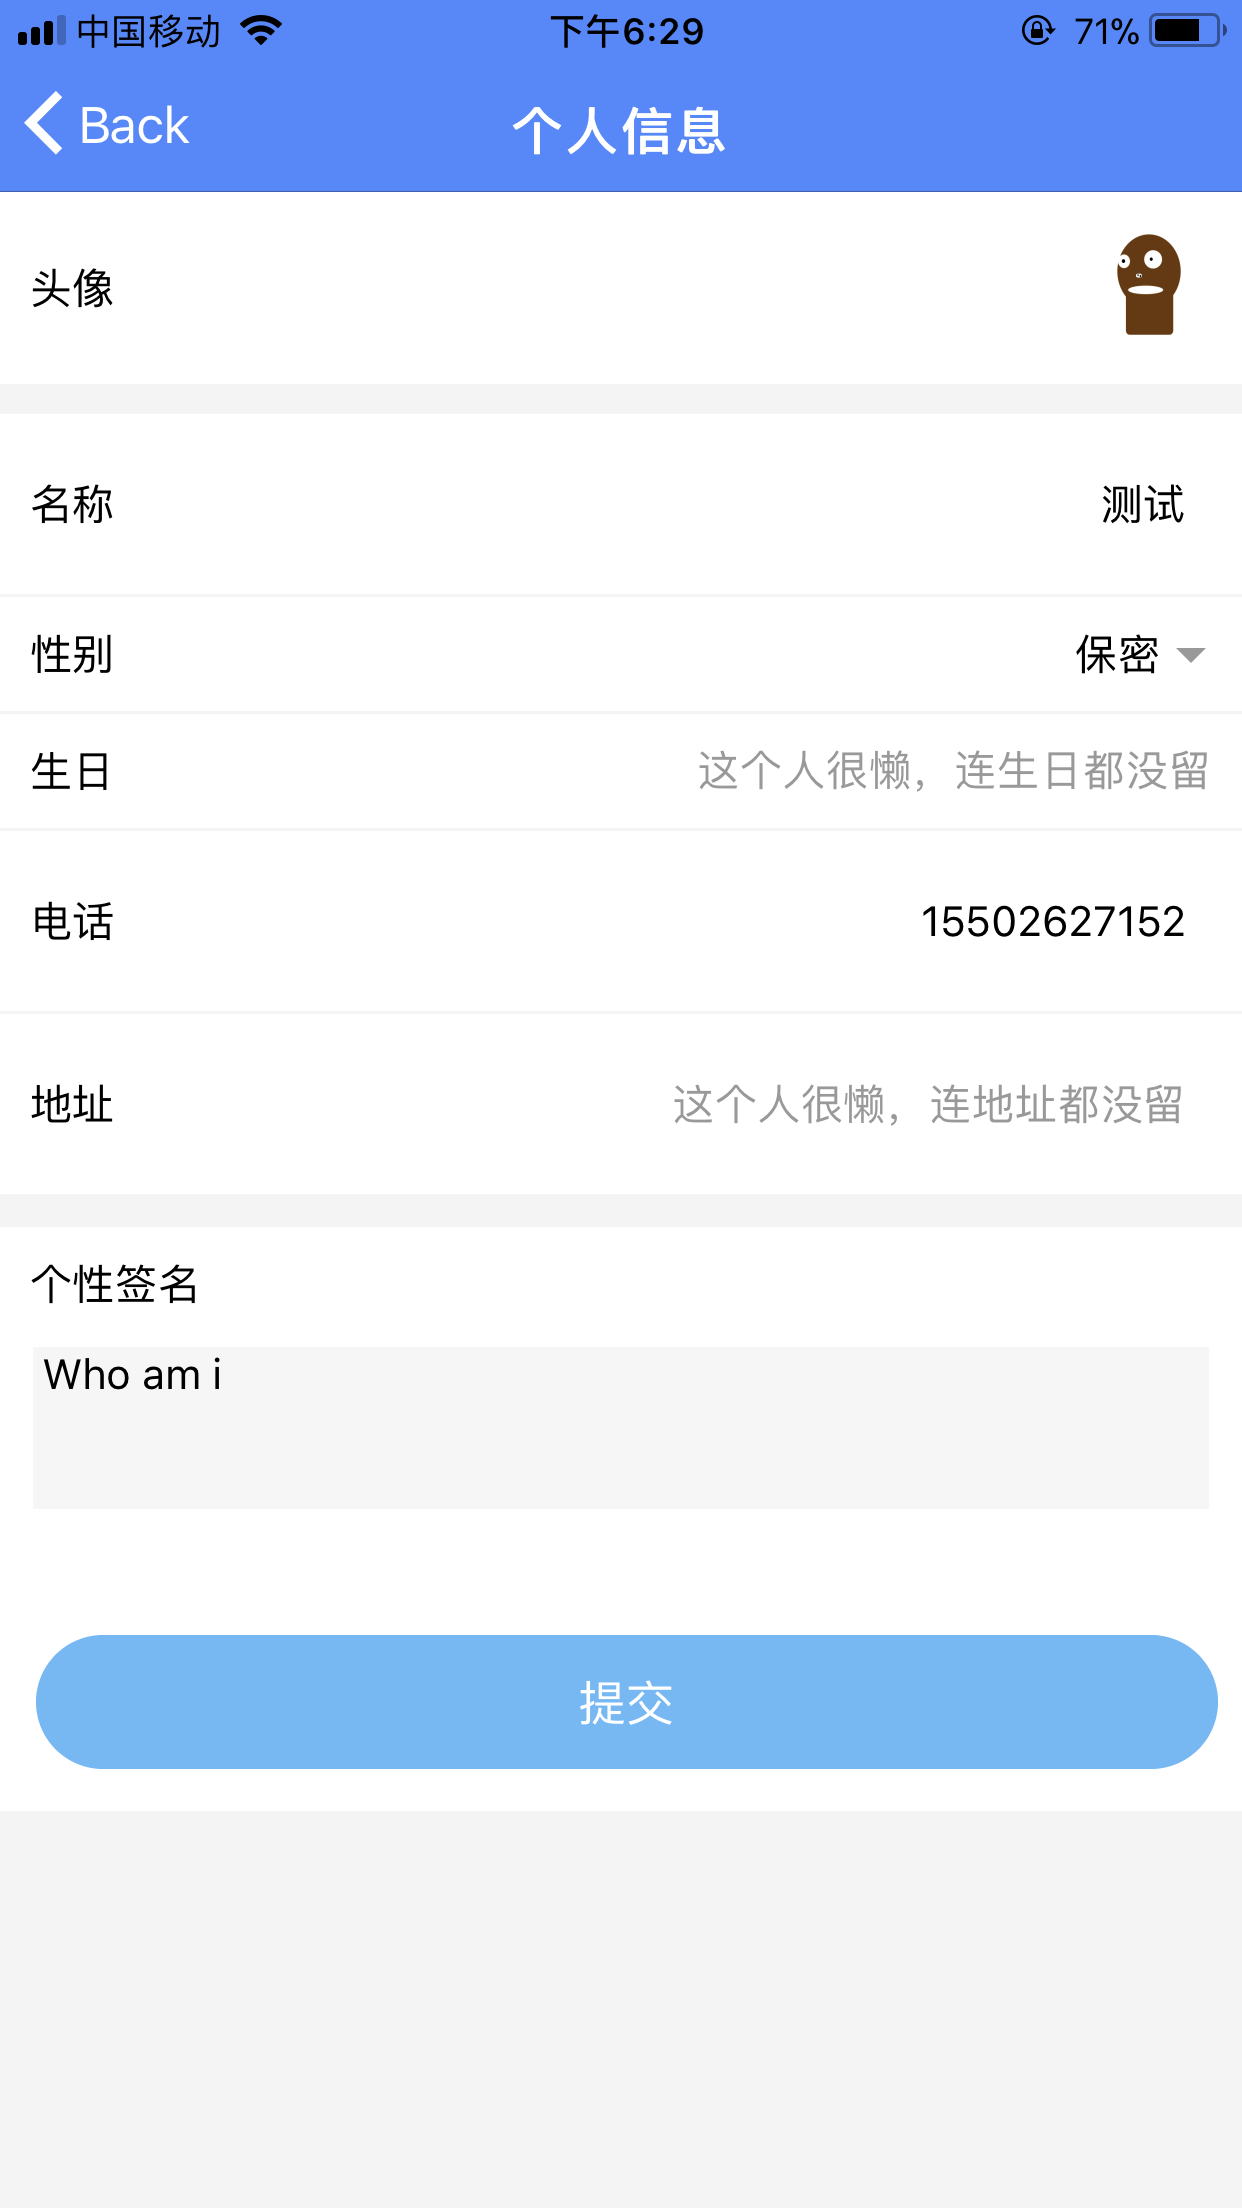 中国移动 下午6:29 71%
Back 个人信息
头像
名称 测试
性别 保密
生日 这个人很懒，连生日都没留
电话 15502627152
地址 这个人很懒，连地址都没留
个性签名
Who am i
提交